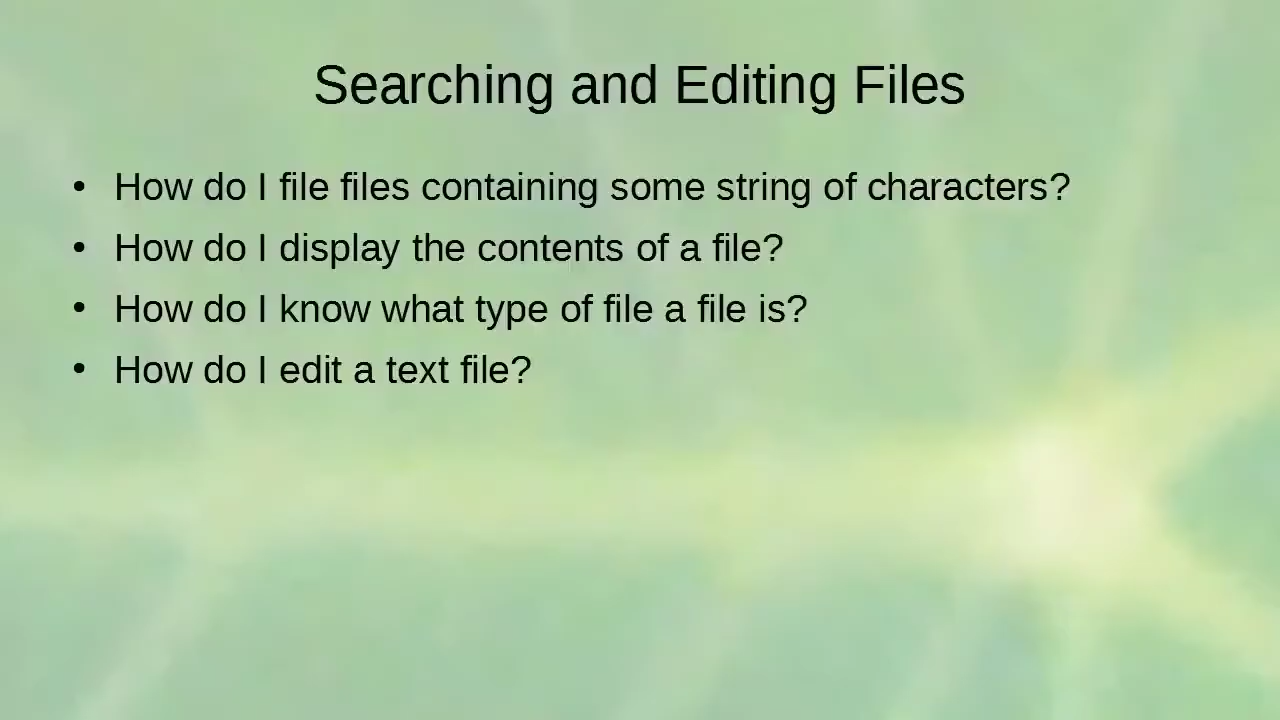 Searching and Editing Files
• How do I file files containing some string of characters?
• How do I display the contents of a file?
• How do I know what type of file a file is?
• How do I edit a text file?